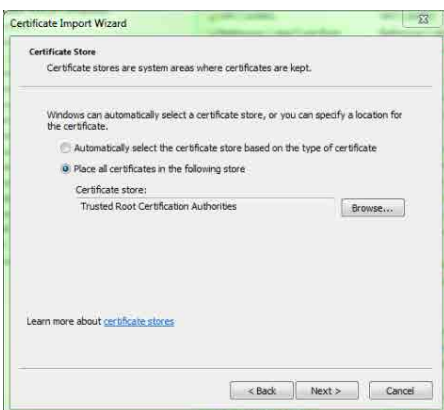 Certificate Import Wizard
Certificate Store
Certificate stores are system areas where certificates are kept.
Windows can automatically select a certificate store, or you can specify a location for
the certificate.
Automatically select the certificate store based on the type of certificate
Place all certificates in the following store
Certificate store:
Trusted Root Certification Authorities
Browse...
Learn more about certificate stores
< Back
Next >
Cancel